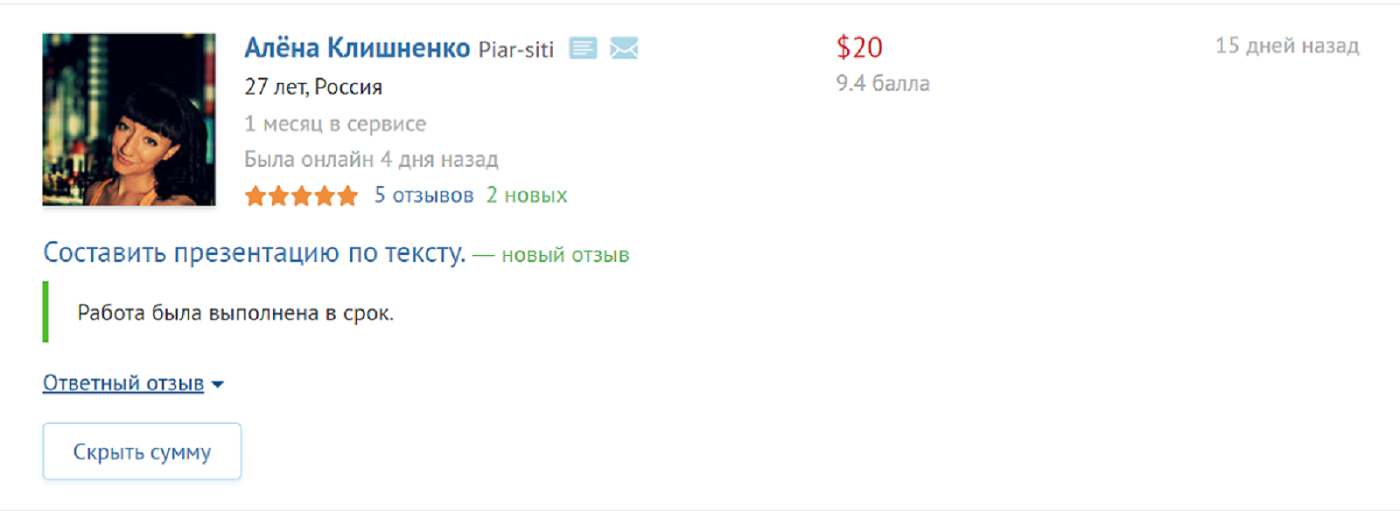 Алёна Клишненко Piar-siti
$20
15 дней назад
27 лет, Россия
9.4 балла
1 месяц в сервисе
Была онлайн 4 дня назад
5 отзывов 2 новых
Составить презентацию по тексту. — новый отзыв
Работа была выполнена в срок.
Ответный отзыв
Скрыть сумму